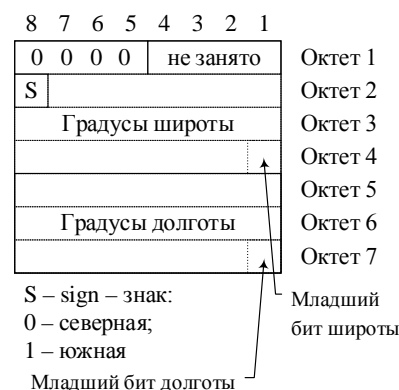 8 7 6 5 4 3 2 1
0 0 0 0 не занято Октет 1
S Октет 2
Градусы широты Октет 3
Октет 4
Октет 5
Градусы долготы Октет 6
Октет 7
S – sign – знак:
0 – северная;
1 – южная
Младший
бит широты
Младший бит долготы